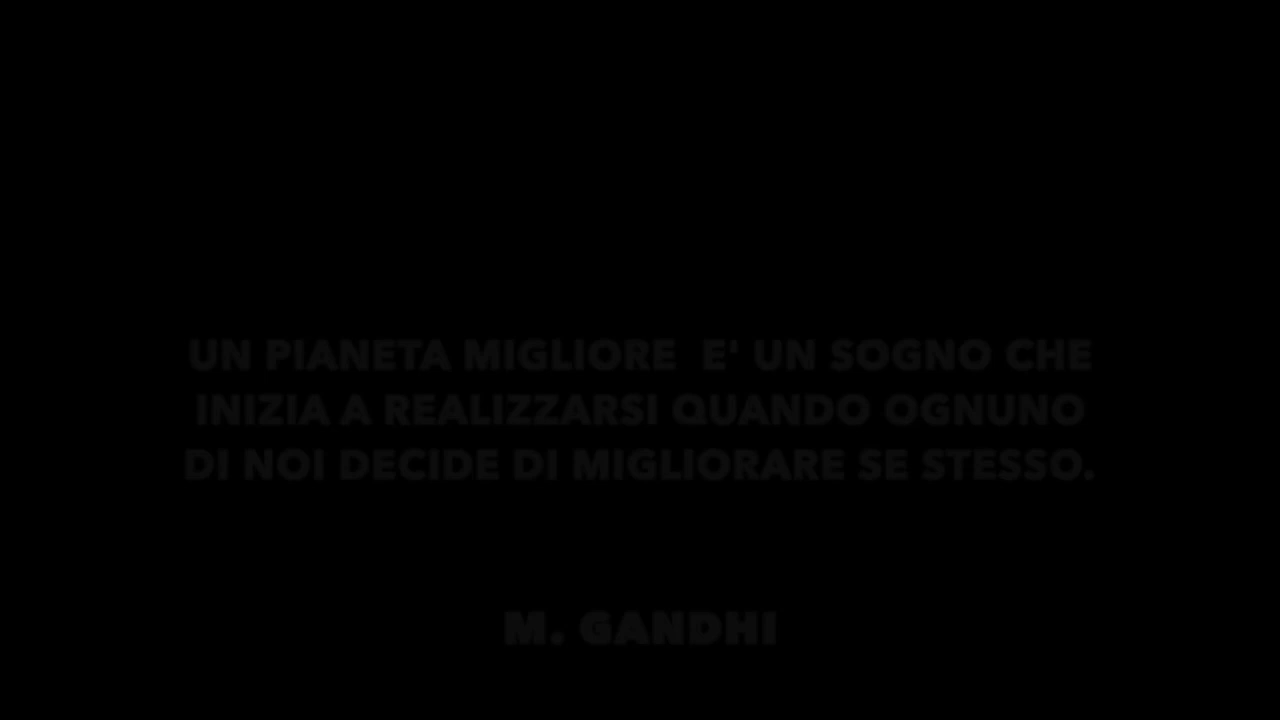 UN PIANETA MIGLIORE  E' UN SOGNO CHE
INIZIA A REALIZZARSI QUANDO OGNUNO
DI NOI DECIDE DI MIGLIORARE SE STESSO.
M. GANDHI